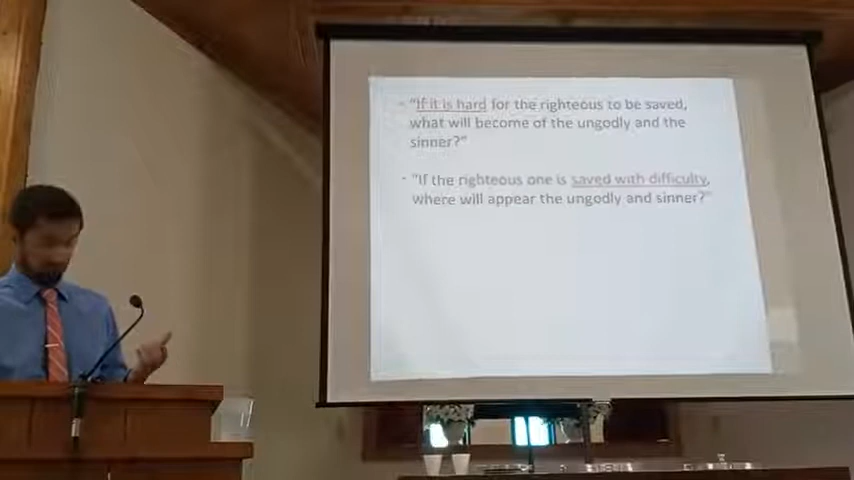 - "If it is hard for the righteous to be saved,
what will become of the ungodly and the
sinner?"
- "If the righteous one is saved with difficulty,
where will appear the ungodly and sinner?"